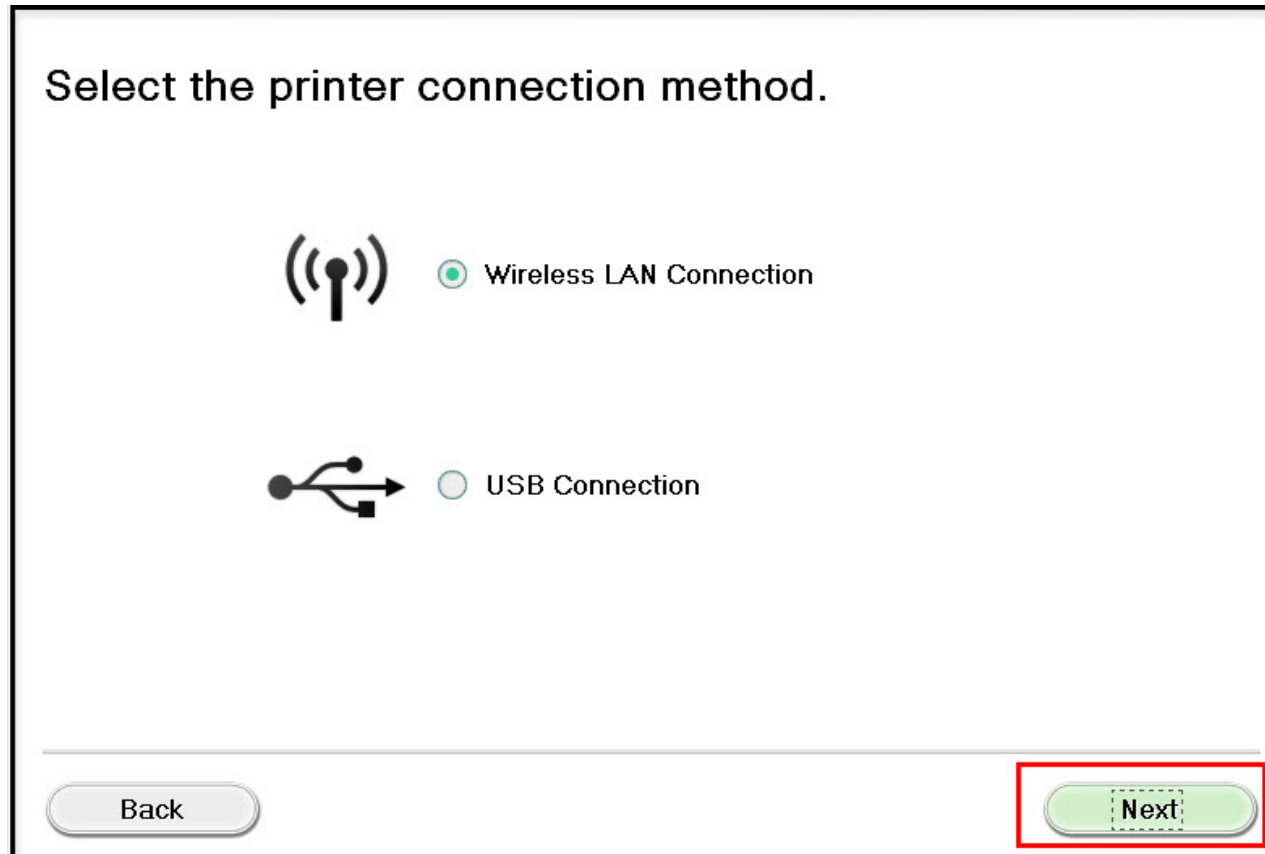 Select the printer connection method.
Wireless LAN Connection
USB Connection
Back
Next